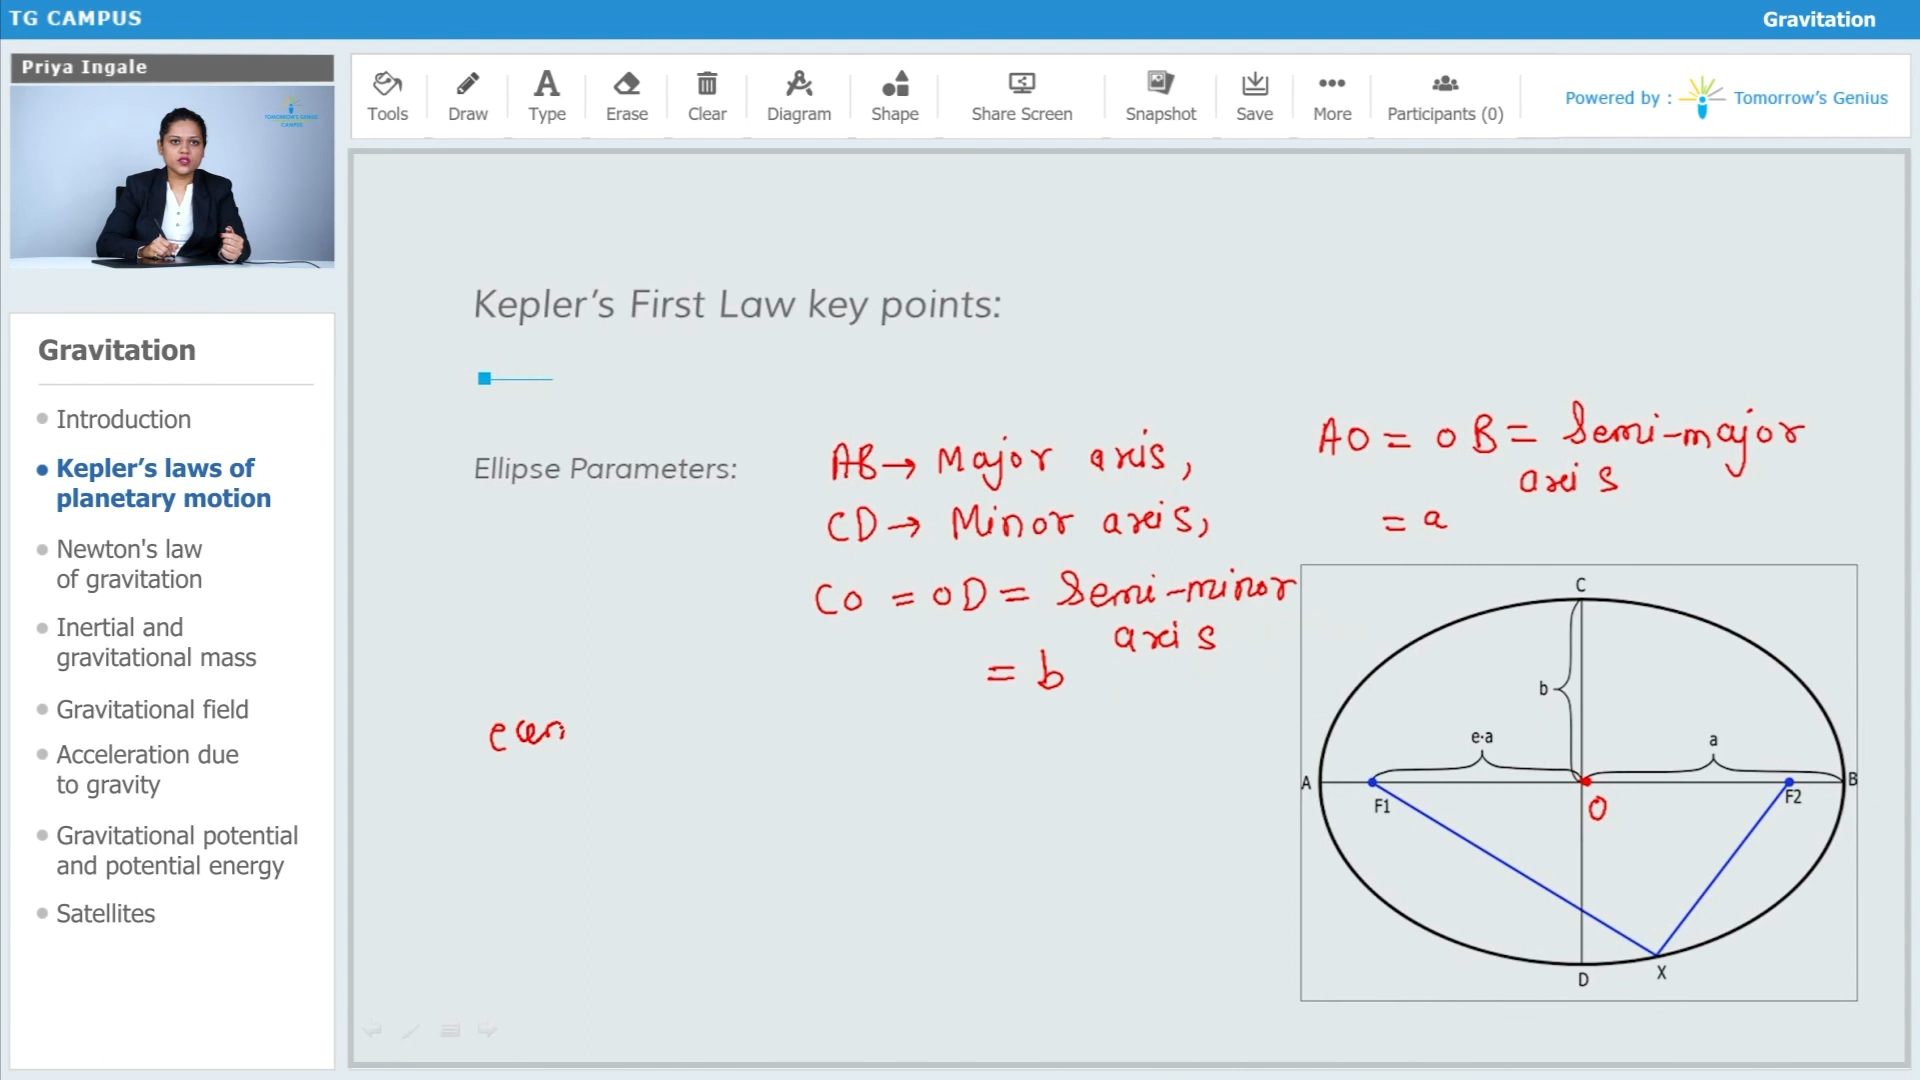 TG CAMPUS
Gravitation
Priya Ingale
TOMORROW'S GENIUS
CAMPUS
Tools
Draw
Type
Erase
Clear
Diagram
Shape
Share Screen
Snapshot
Save
More
Participants (0)
Powered by :
Tomorrow's Genius
Gravitation
Introduction
Kepler's laws of
planetary motion
Newton's law
of gravitation
Inertial and
gravitational mass
Gravitational field
Acceleration due
to gravity
Gravitational potential
and potential energy
Satellites
Kepler's First Law key points:
Ellipse Parameters:
AB → Major axis,
CD → Minor axis,
CO = OD = Semi-minor
axis
= b
AO = OB = Semi-major
axis
= a
C
b
e·a
a
A
B
F1
O
F2
D
X